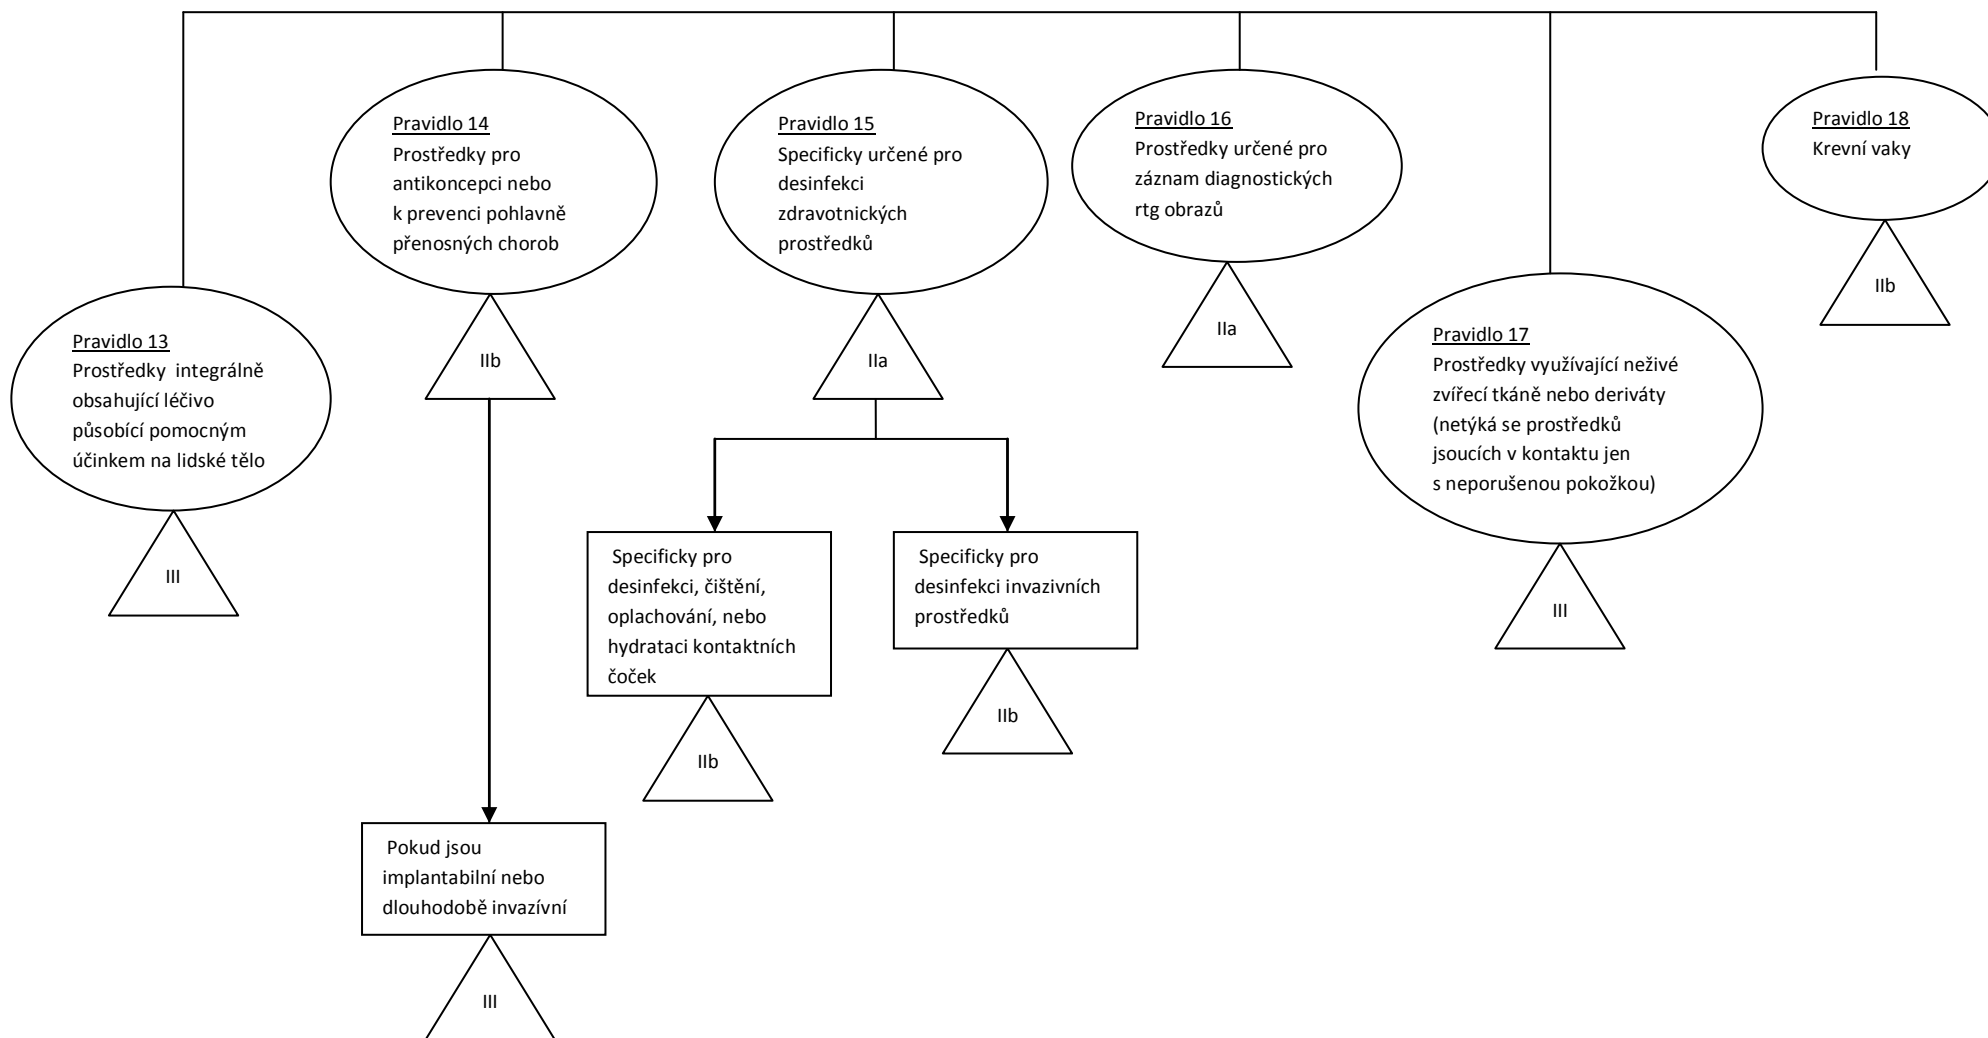 Pravidlo 13
Prostředky integrálně
obsahující léčivo
působící pomocným
účinkem na lidské tělo
III
Pravidlo 14
Prostředky pro
antikoncepci nebo
k prevenci pohlavně
přenosných chorob
IIb
Pokud jsou
implantabilní nebo
dlouhodobě invazívní
III
Pravidlo 15
Specificky určené pro
desinfekci
zdravotnických
prostředků
IIa
Specificky pro
desinfekci, čištění,
oplachování, nebo
hydrataci kontaktních
čoček
IIb
Specificky pro
desinfekci invazivních
prostředků
IIb
Pravidlo 16
Prostředky určené pro
záznam diagnostických
rtg obrazů
IIa
Pravidlo 17
Prostředky využívající neživé
zvířecí tkáně nebo deriváty
(netýká se prostředků
jsoucích v kontaktu jen
s neporušenou pokožkou)
III
Pravidlo 18
Krevní vaky
IIb